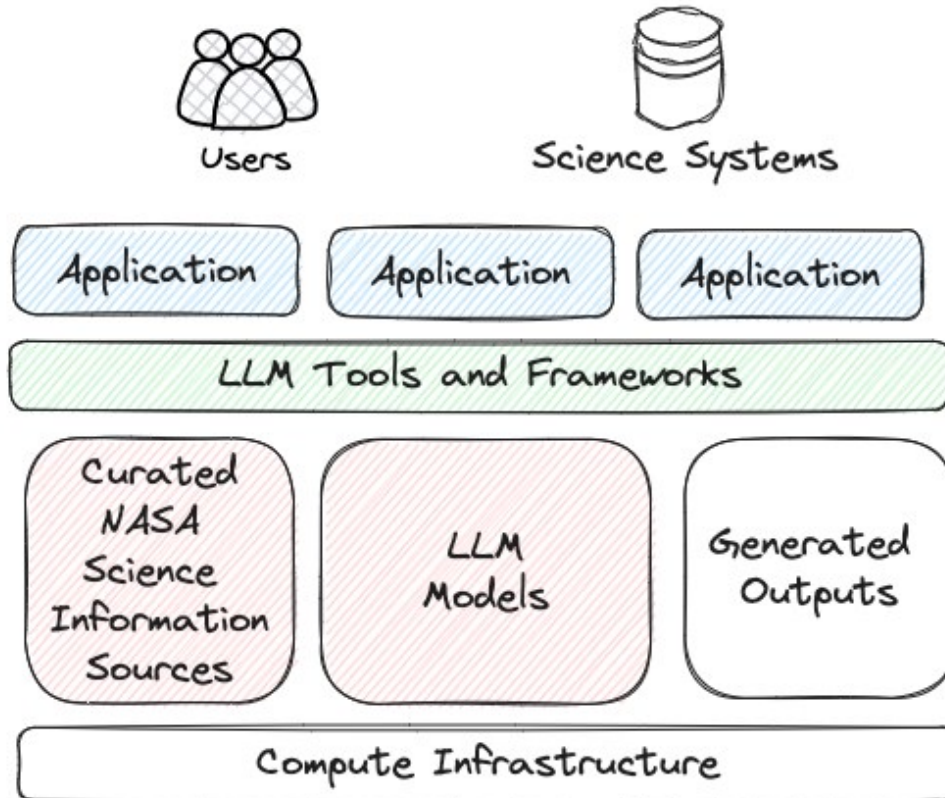 Users
Science Systems
Application
Application
Application
LLM Tools and Frameworks
Curated
NASA
Science
Information
Sources
LLM
Models
Generated
Outputs
Compute Infrastructure